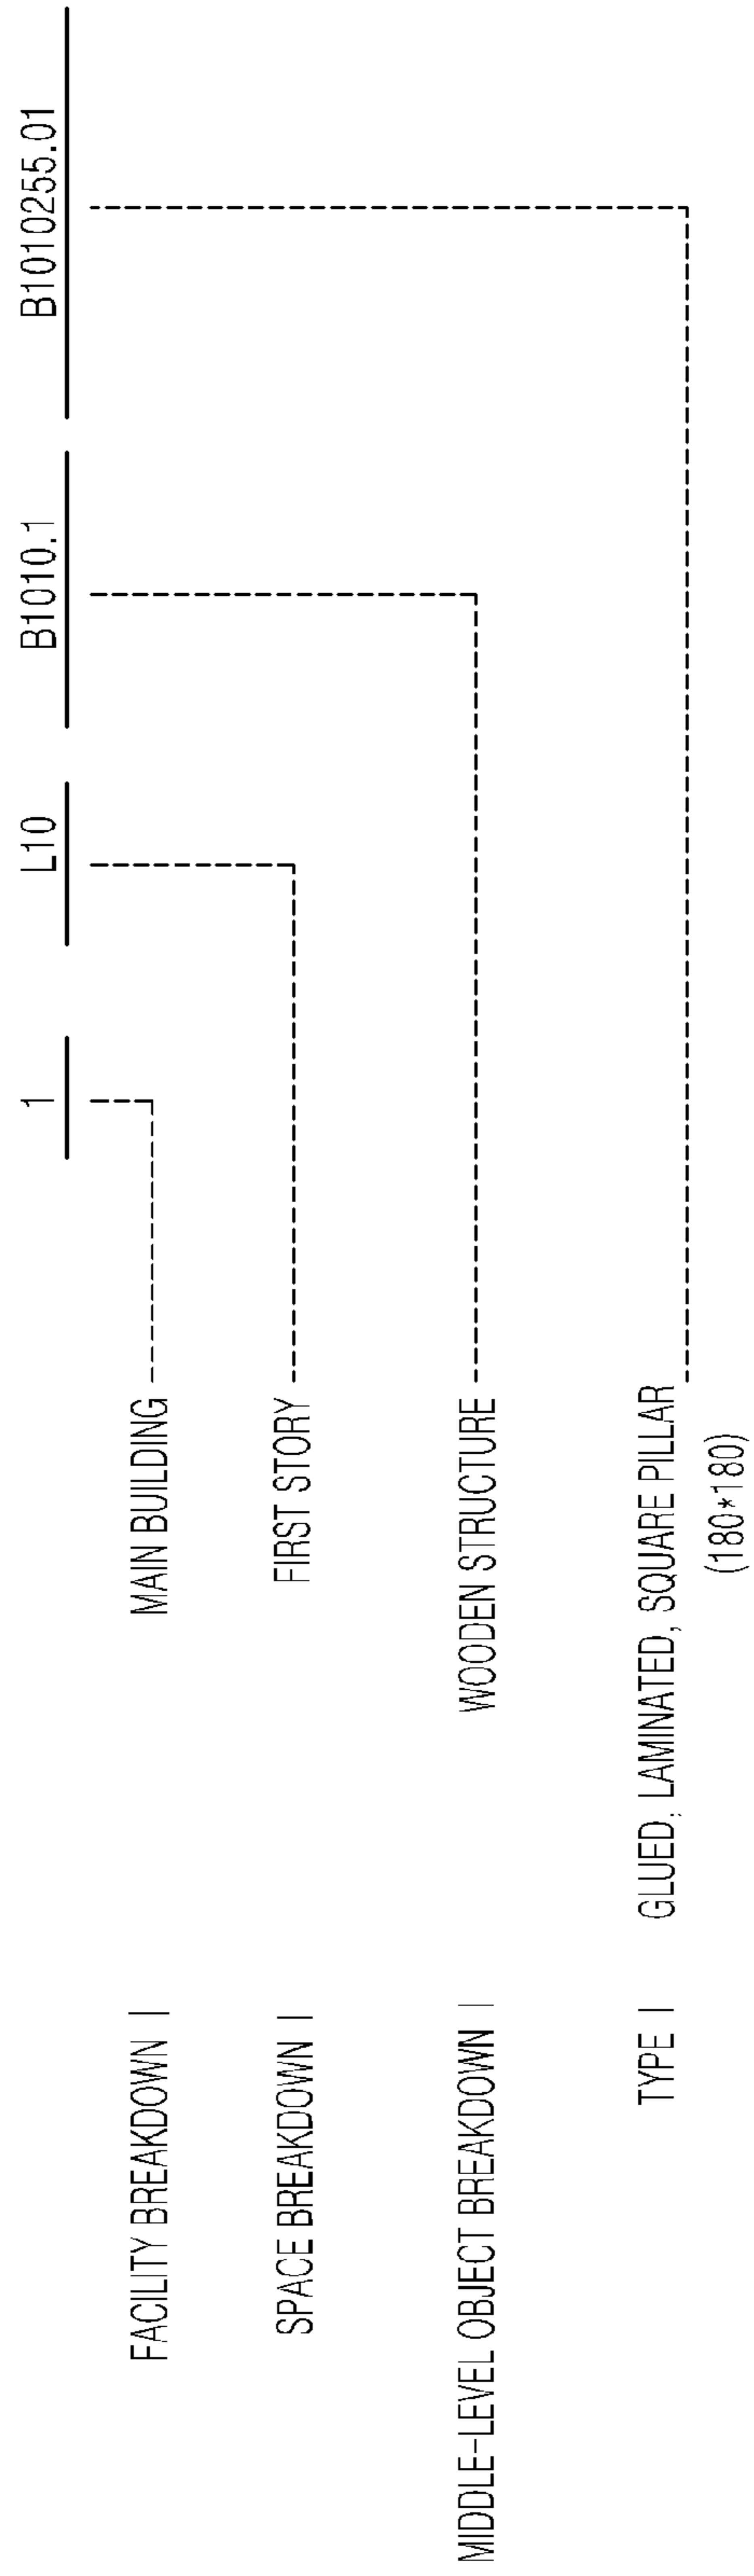 1 L10 B1010.1 B1010255.01
FACILITY BREAKDOWN | MAIN BUILDING
SPACE BREAKDOWN | FIRST STORY
MIDDLE-LEVEL OBJECT BREAKDOWN | WOODEN STRUCTURE
TYPE | GLUED, LAMINATED, SQUARE PILLAR
(180*180)